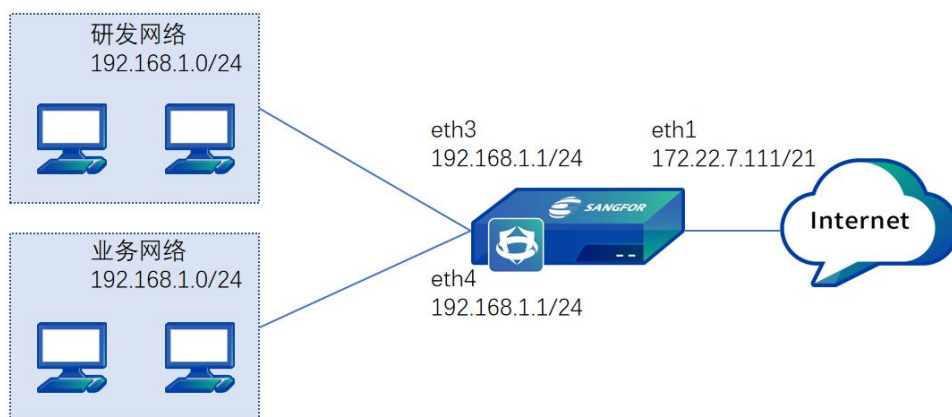 研发网络
192.168.1.0/24
eth3
192.168.1.1/24
eth1
172.22.7.111/21
SANGFOR
Internet
业务网络
192.168.1.0/24
eth4
192.168.1.1/24